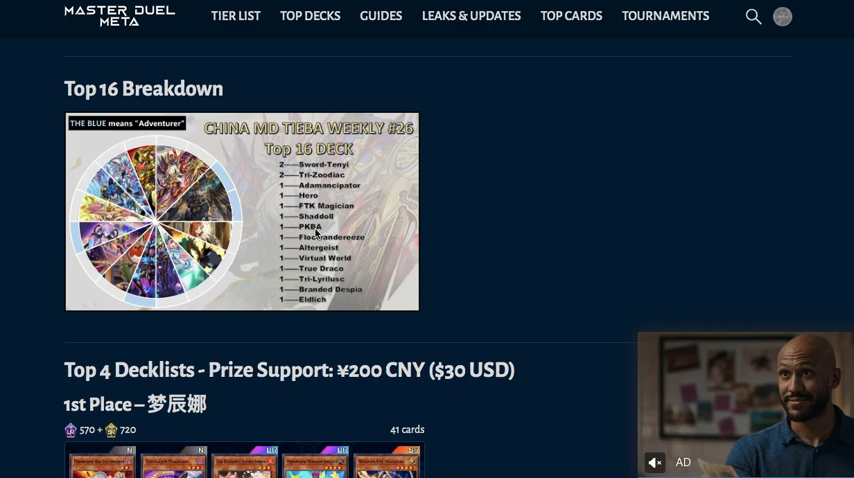 MASTER DUEL
META
TIER LIST
TOP DECKS
GUIDES
LEAKS & UPDATES
TOP CARDS
TOURNAMENTS
Top 16 Breakdown
THE BLUE means "Adventurer"
CHINA MD TIEBA WEEKLY #26
Top 16 DECK
2——Sword-Tenyi
2——Tri-Zoodiac
1——Adamancipator
1——Hero
1——FTK Magician
1——Shaddoll
1——PKBA
1——Floowandereeze
1——Altergeist
1——Virtual World
1——True Draco
1——Tri-Lyrilusc
1——Branded Despia
1——Eldlich
Top 4 Decklists - Prize Support: ¥200 CNY ($30 USD)
1st Place – 梦辰娜
570 + 720
41 cards
AD